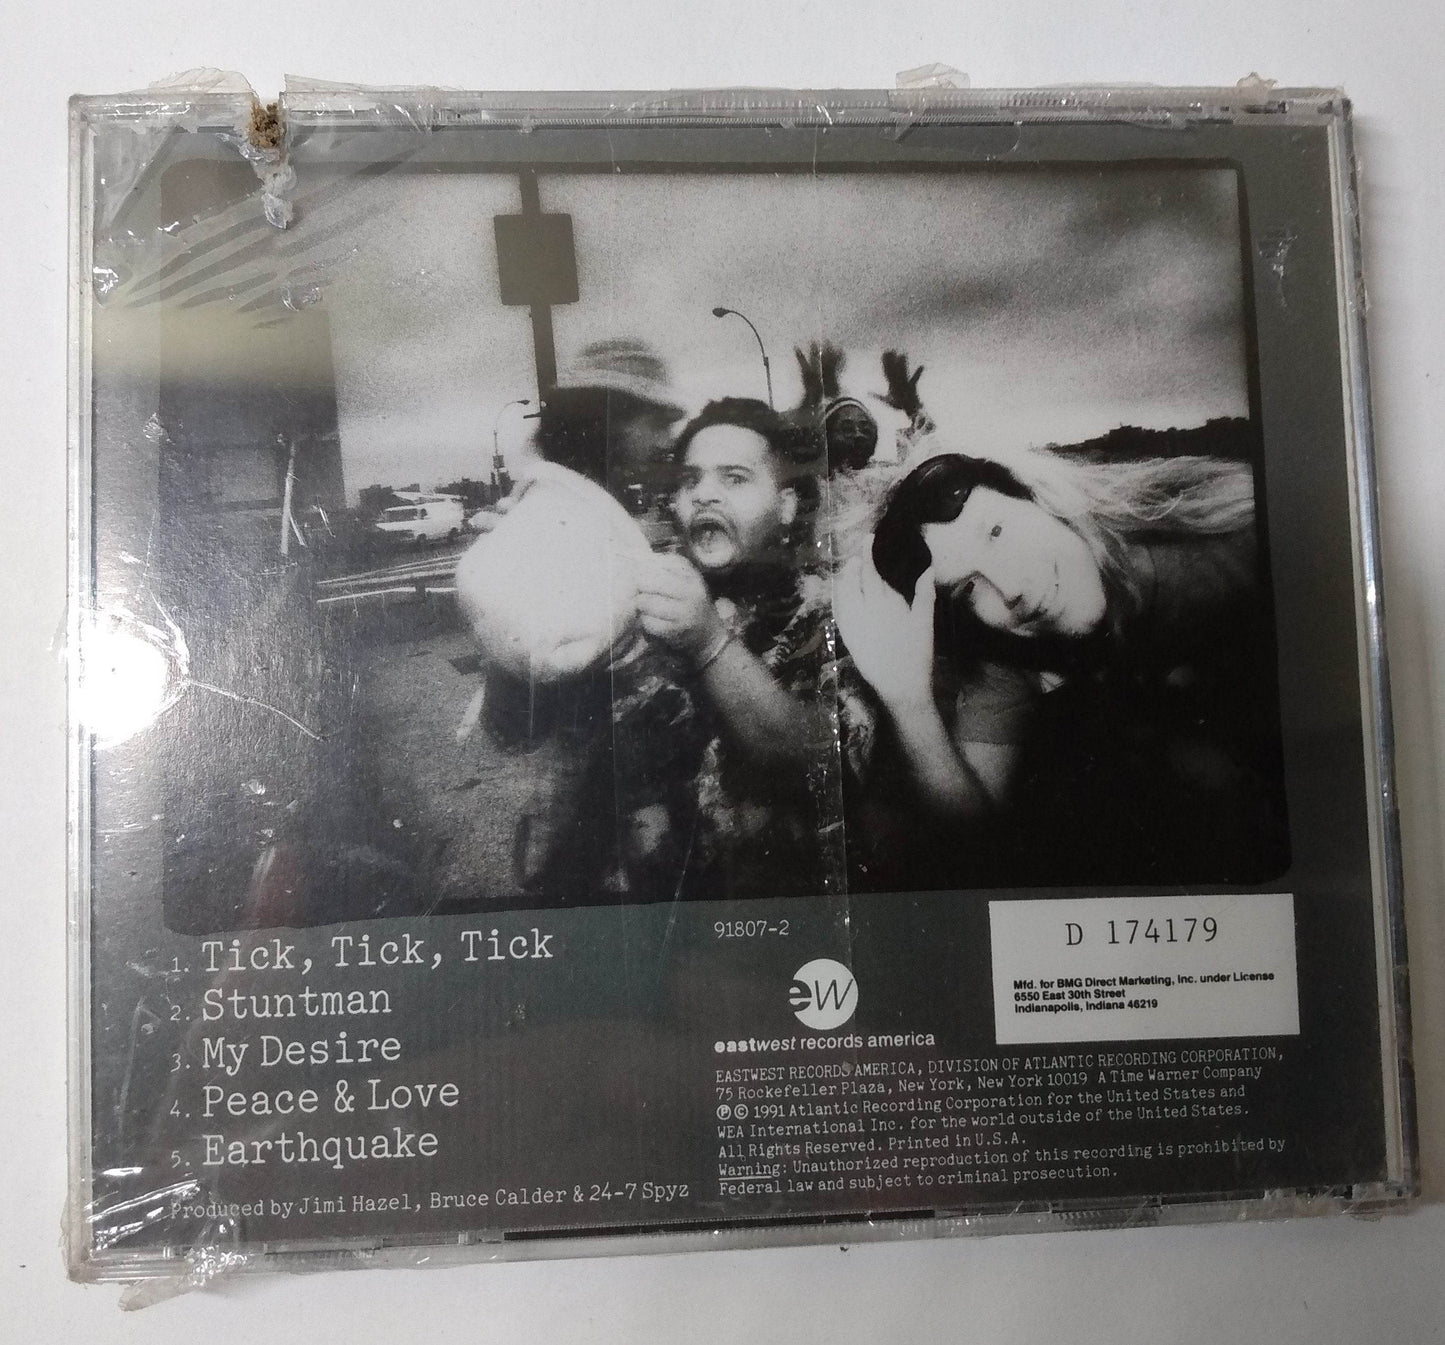 1. Tick, Tick, Tick
2. Stuntman
3. My Desire
4. Peace & Love
5. Earthquake
Produced by Jimi Hazel, Bruce Calder & 24-7 Spyz
91807-2
ew
eastwest records america
EASTWEST RECORDS AMERICA, DIVISION OF ATLANTIC RECORDING CORPORATION,
75 Rockefeller Plaza, New York, New York 10019 A Time Warner Company
℗ © 1991 Atlantic Recording Corporation for the United States and
WEA International Inc. for the world outside of the United States.
All Rights Reserved. Printed in U.S.A.
Warning: Unauthorized reproduction of this recording is prohibited by
Federal law and subject to criminal prosecution.
D 174179
Mfd. for BMG Direct Marketing, Inc. under License
6550 East 30th Street
Indianapolis, Indiana 46219